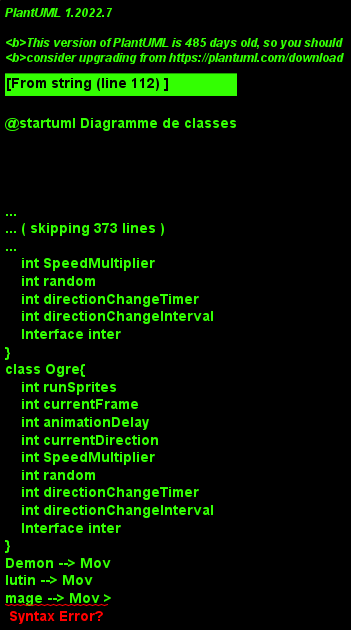 PlantUML 1.2022.7
<b>This version of PlantUML is 485 days old, so you should
<b>consider upgrading from https://plantuml.com/download
[From string (line 112) ]
@startuml Diagramme de classes
...
... ( skipping 373 lines )
...
int SpeedMultiplier
int random
int directionChangeTimer
int directionChangeInterval
Interface inter
}
class Ogre{
int runSprites
int currentFrame
int animationDelay
int currentDirection
int SpeedMultiplier
int random
int directionChangeTimer
int directionChangeInterval
Interface inter
}
Demon --> Mov
lutin --> Mov
mage --> Mov >
Syntax Error?